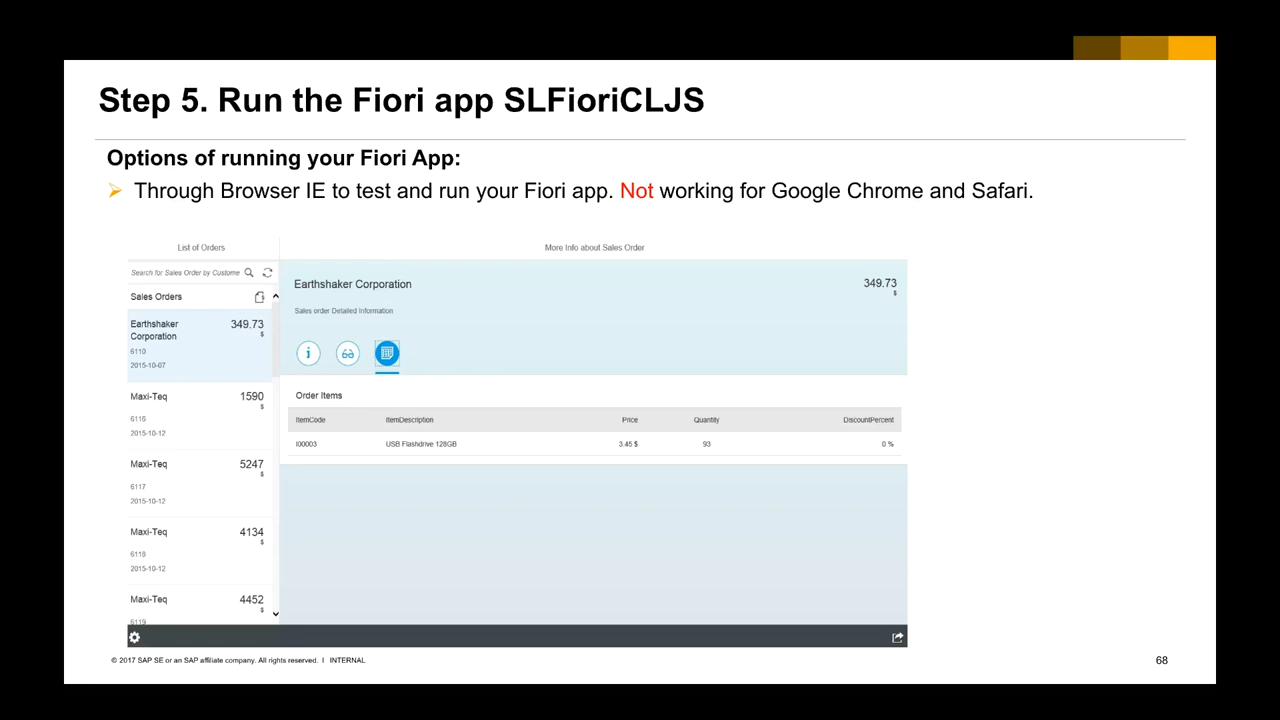 Step 5. Run the Fiori app SLFioriCLJS
Options of running your Fiori App:
Through Browser IE to test and run your Fiori app. Not working for Google Chrome and Safari.
List of Orders
Search for Sales Order by Custome
Sales Orders
Earthshaker Corporation 349.73
$
6110
2015-10-07
Maxi-Teq 1590
$
6116
2015-10-12
Maxi-Teq 5247
$
6117
2015-10-12
Maxi-Teq 4134
$
6118
2015-10-12
Maxi-Teq 4452
$
6119
More Info about Sales Order
Earthshaker Corporation 349.73
$
Sales order Detailed Information
Order Items
ItemCode ItemDescription Price Quantity DiscountPercent
I00003 USB Flashdrive 128GB 3.45 $ 93 0 %
© 2017 SAP SE or an SAP affiliate company. All rights reserved. I INTERNAL 68